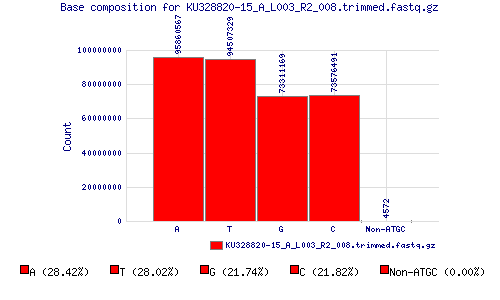 Base composition for KU328820-15_A_L003_R2_008.trimmed.fastq.gz
95860567
94507329
73311169
73576491
4572
100000000
80000000
60000000
40000000
20000000
0
Count
A T G C Non-ATGC
KU328820-15_A_L003_R2_008.trimmed.fastq.gz
A (28.42%) T (28.02%) G (21.74%) C (21.82%) Non-ATGC (0.00%)